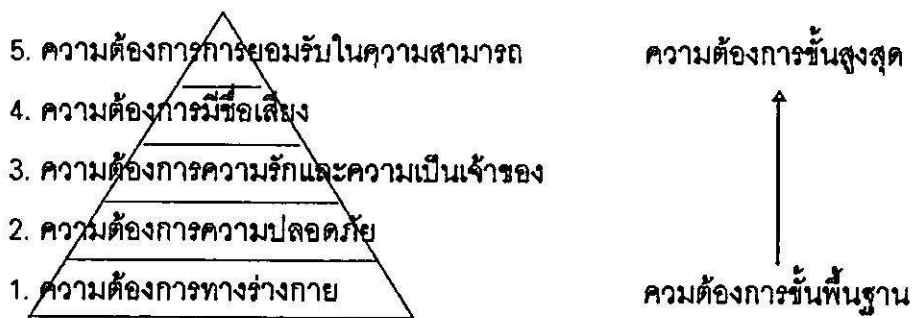 5. ความต้องการการยอมรับในความสามารถ ความต้องการขั้นสูงสุด
4. ความต้องการมีชื่อเสียง
3. ความต้องการความรักและความเป็นเจ้าของ
2. ความต้องการความปลอดภัย
1. ความต้องการทางร่างกาย ควมต้องการขั้นพื้นฐาน